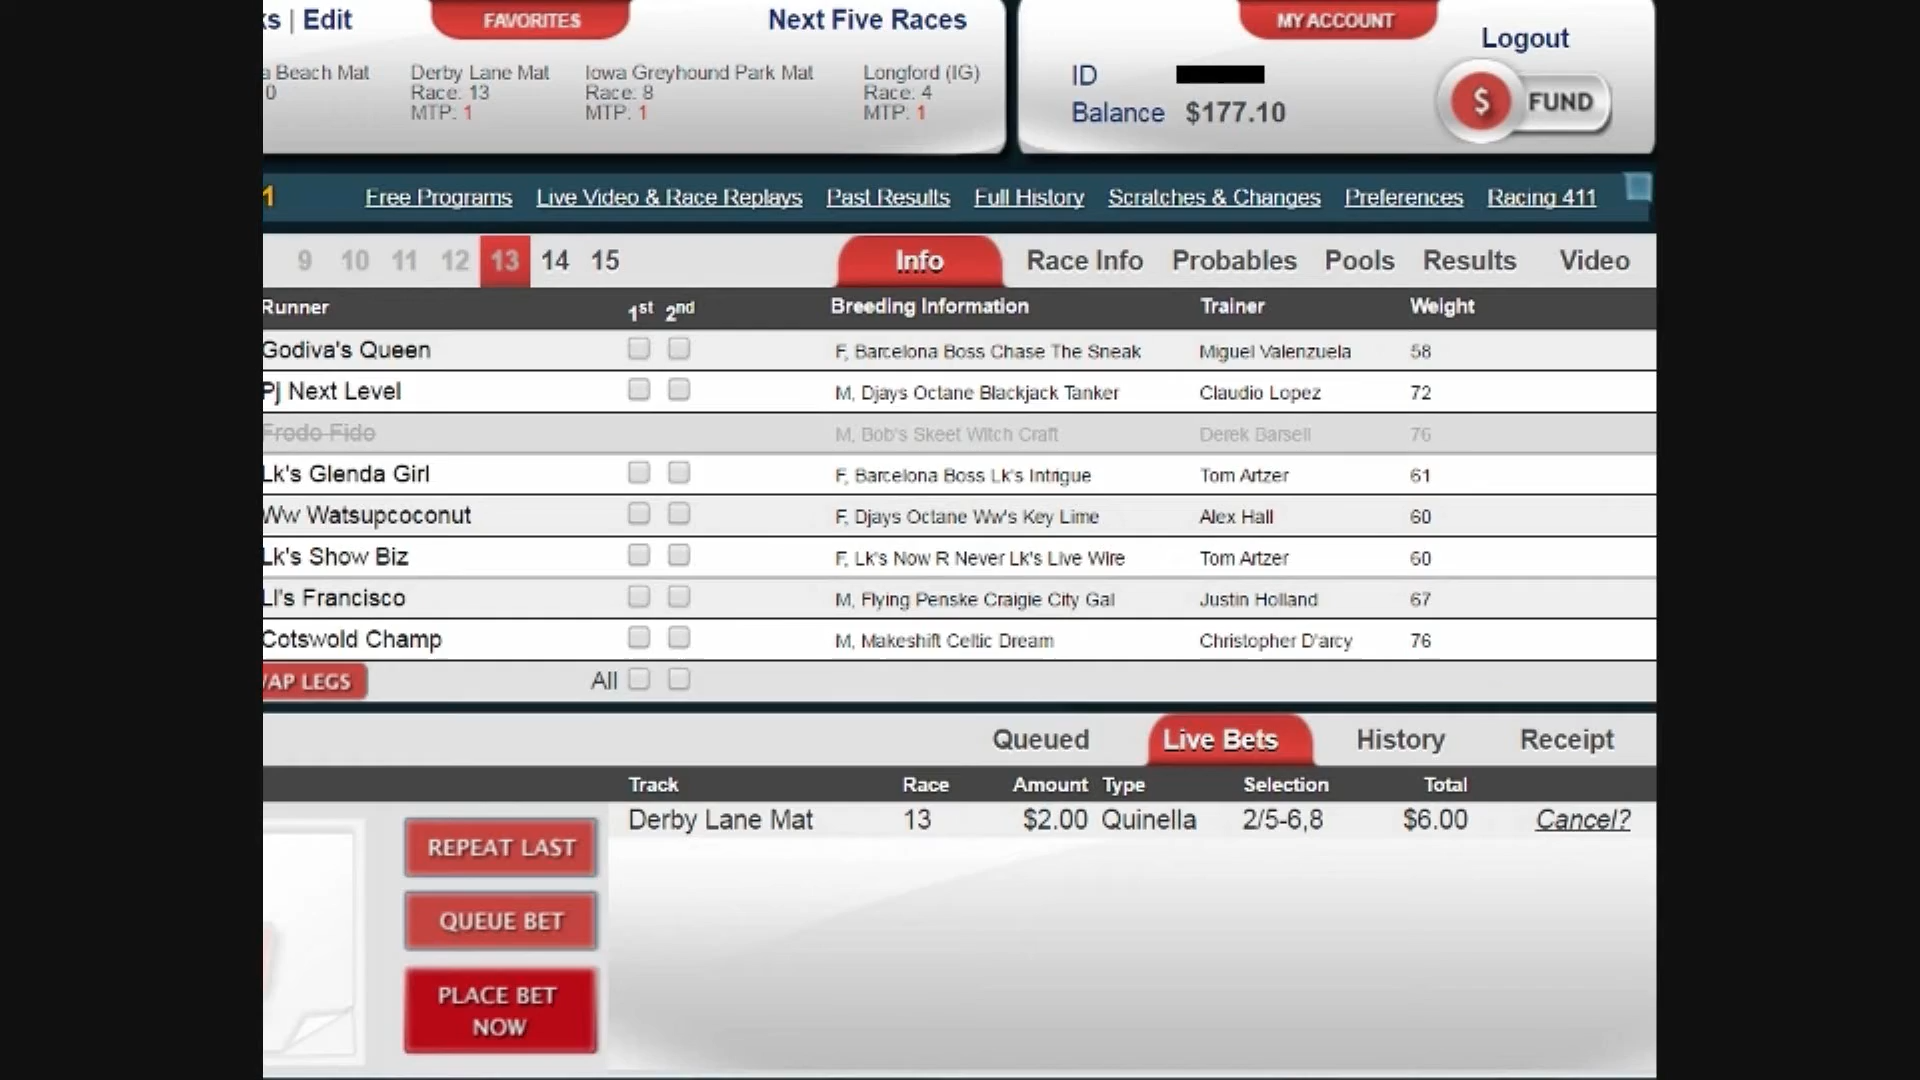 ks | Edit
FAVORITES
Next Five Races
a Beach Mat
0
Derby Lane Mat
Race: 13
MTP: 1
Iowa Greyhound Park Mat
Race: 8
MTP: 1
Longford (IG)
Race: 4
MTP: 1
MY ACCOUNT
Logout
ID
Balance $177.10
$ FUND
1
Free Programs Live Video & Race Replays Past Results Full History Scratches & Changes Preferences Racing 411
9 10 11 12 13 14 15
Info Race Info Probables Pools Results Video
Runner 1st 2nd Breeding Information Trainer Weight
Godiva's Queen F, Barcelona Boss Chase The Sneak Miguel Valenzuela 58
Pj Next Level M, Djays Octane Blackjack Tanker Claudio Lopez 72
Frodo Fido M, Bob's Skeet Witch Craft Derek Barsell 76
Lk's Glenda Girl F, Barcelona Boss Lk's Intrigue Tom Artzer 61
Ww Watsupcoconut F, Djays Octane Ww's Key Lime Alex Hall 60
Lk's Show Biz F, Lk's Now R Never Lk's Live Wire Tom Artzer 60
Ll's Francisco M, Flying Penske Craigie City Gal Justin Holland 67
Cotswold Champ M, Makeshift Celtic Dream Christopher D'arcy 76
AP LEGS All
Queued Live Bets History Receipt
Track Race Amount Type Selection Total
Derby Lane Mat 13 $2.00 Quinella 2/5-6,8 $6.00 Cancel?
REPEAT LAST
QUEUE BET
PLACE BET
NOW